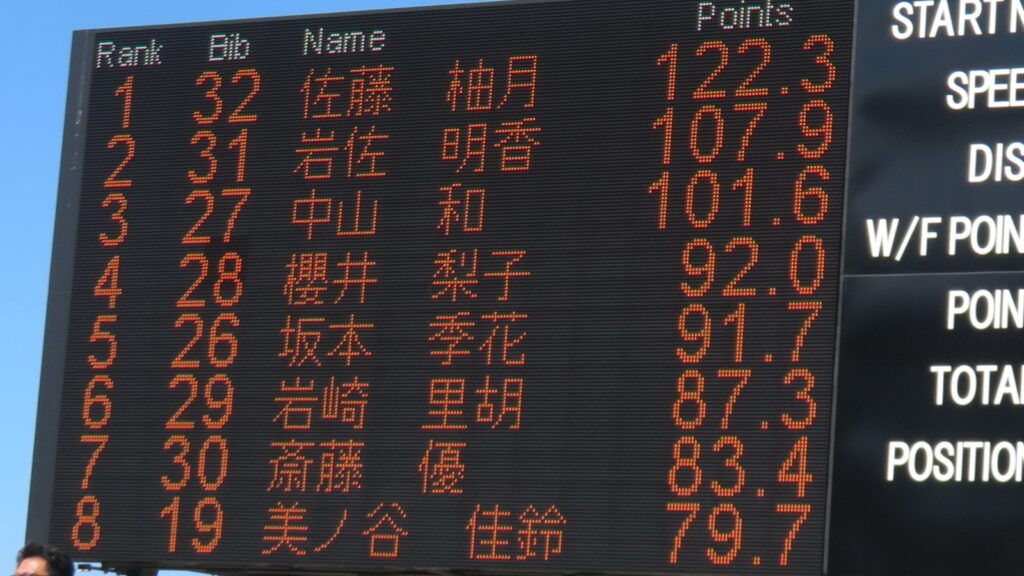 Rank Bib Name Points
1 32 佐藤 柚月 122.3
2 31 岩佐 明香 107.9
3 27 中山 和 101.6
4 28 櫻井 梨子 92.0
5 26 坂本 季花 91.7
6 29 岩崎 里胡 87.3
7 30 斎藤 優 83.4
8 19 美ノ谷 佳鈴 79.7
STARTN
SPEE
DIS
W/F POIN
POIN
TOTA
POSITION